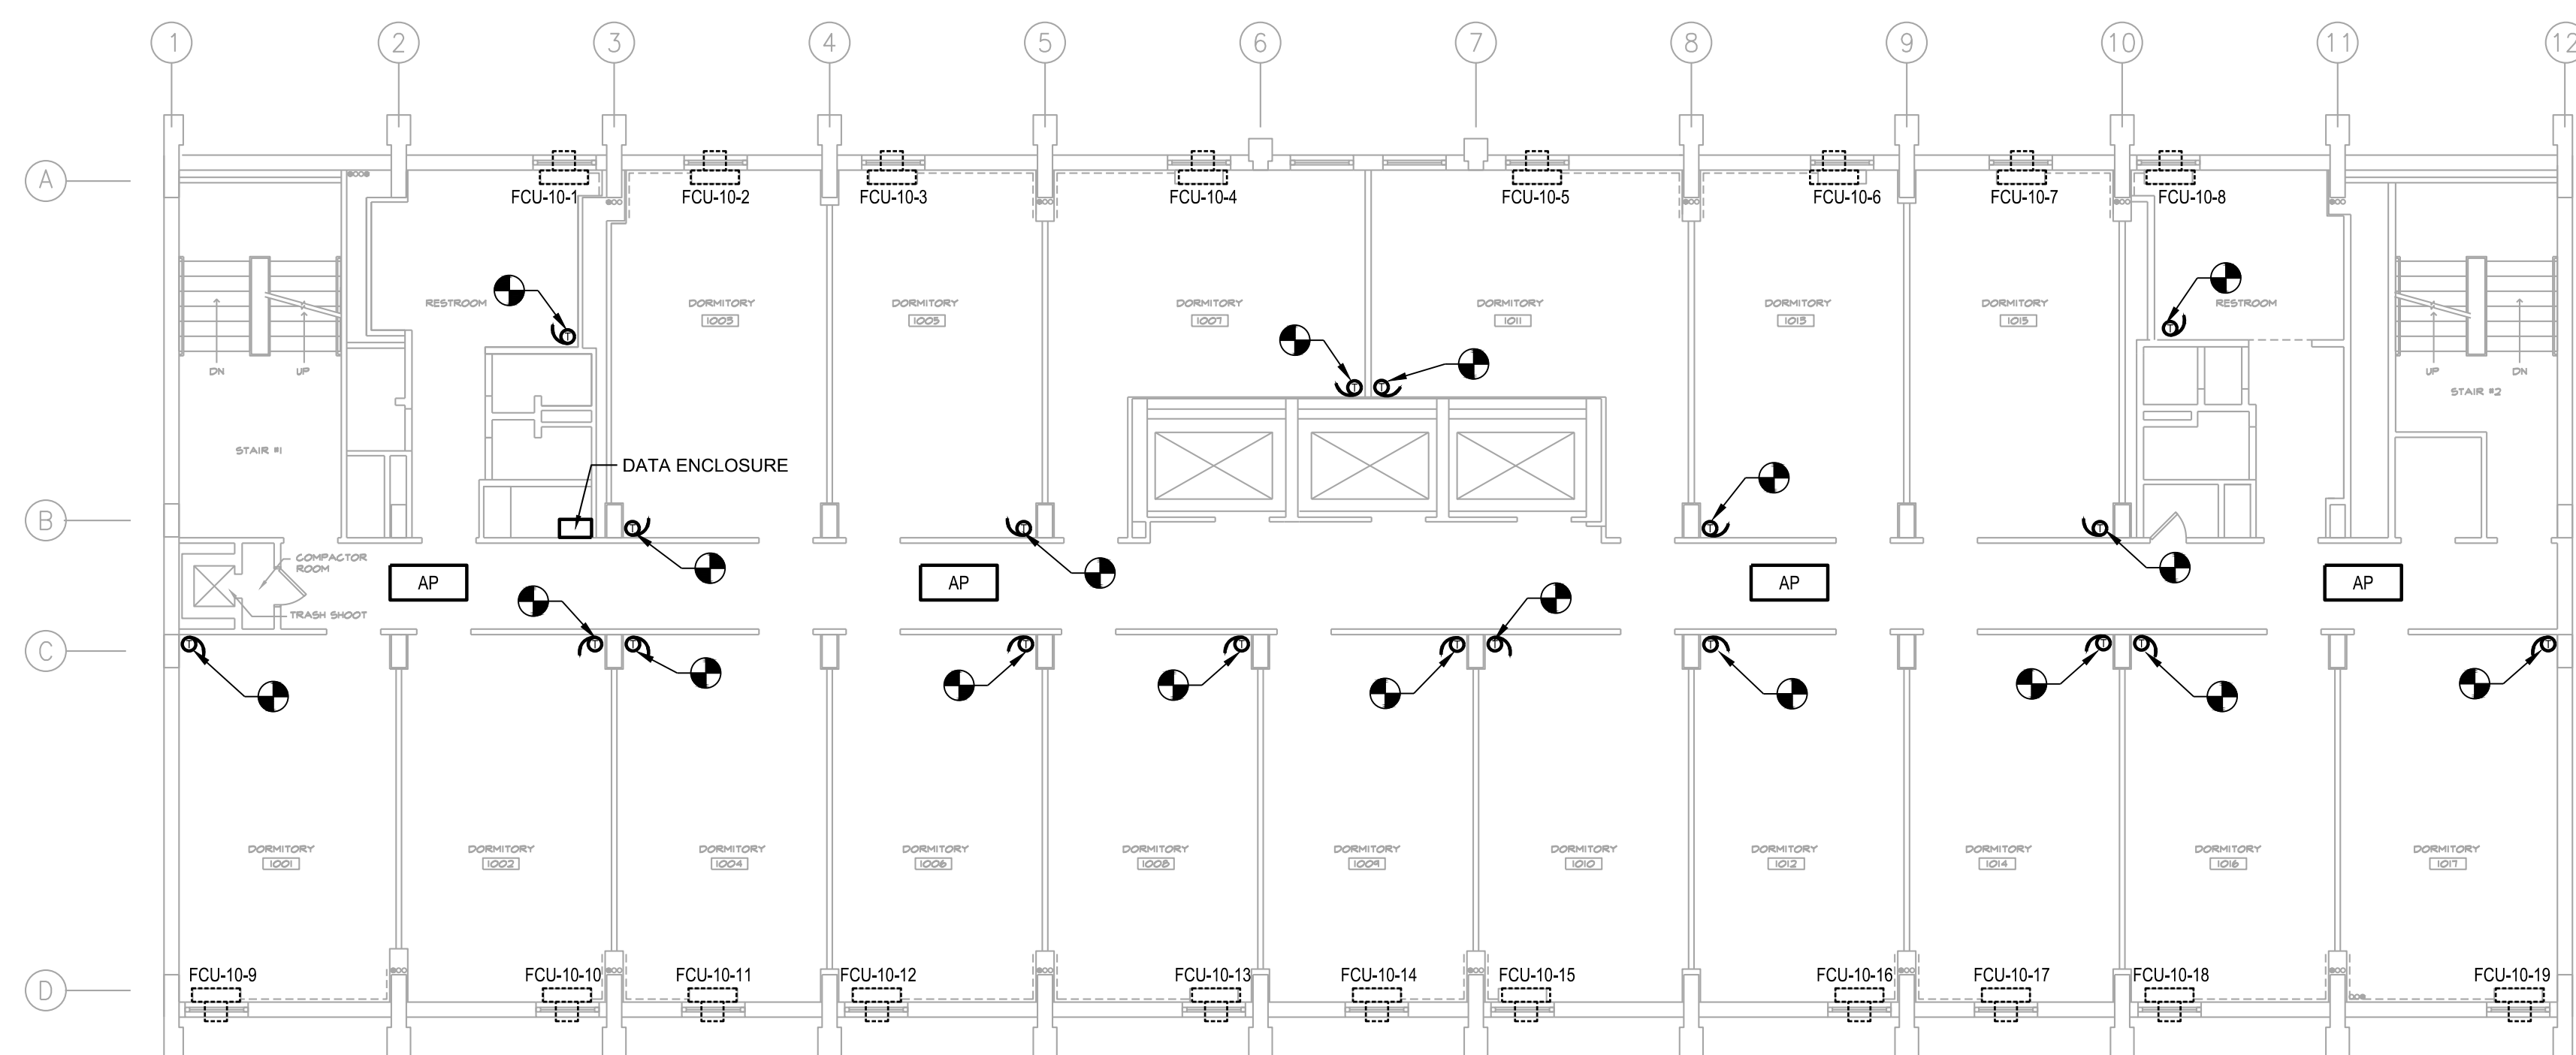 1 2 3 4 5 6 7 8 9 10 11 12
A
FCU-10-1 FCU-10-2 FCU-10-3 FCU-10-4 FCU-10-5 FCU-10-6 FCU-10-7 FCU-10-8
RESTROOM DORMITORY DORMITORY DORMITORY DORMITORY DORMITORY DORMITORY RESTROOM
1003 1005 1007 1011 1013 1015
T T
DN UP UP DN
T T
STAIR #2
STAIR #1
DATA ENCLOSURE
B
T T T T
COMPACTOR
ROOM
AP AP AP AP
TRASH SHOOT
C
T T T T T T T T T T T
DORMITORY DORMITORY DORMITORY DORMITORY DORMITORY DORMITORY DORMITORY DORMITORY DORMITORY DORMITORY DORMITORY
1001 1002 1004 1006 1008 1009 1010 1012 1014 1016 1017
FCU-10-9 FCU-10-10 FCU-10-11 FCU-10-12 FCU-10-13 FCU-10-14 FCU-10-15 FCU-10-16 FCU-10-17 FCU-10-18 FCU-10-19
D